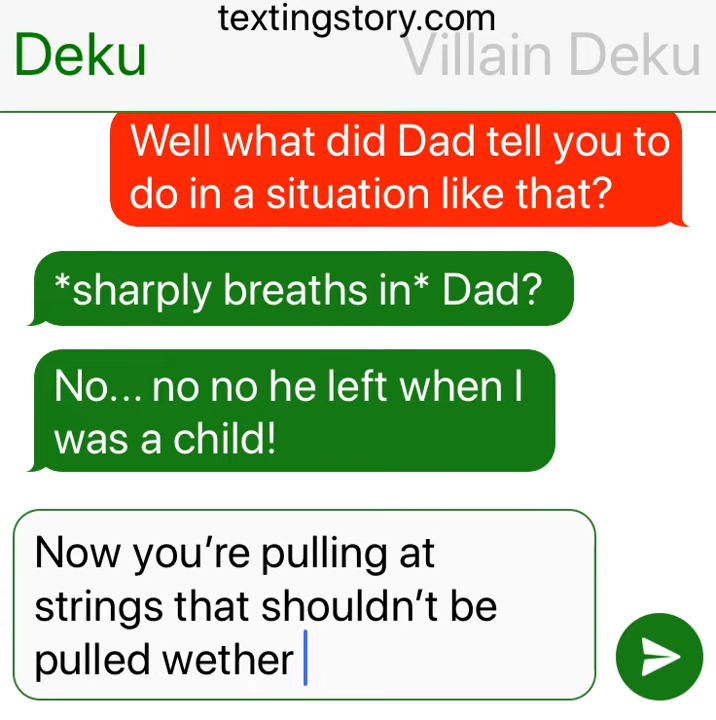 textingstory.com
Deku Villain Deku
Well what did Dad tell you to
do in a situation like that?
*sharply breaths in* Dad?
No... no no he left when I
was a child!
Now you’re pulling at
strings that shouldn’t be
pulled wether